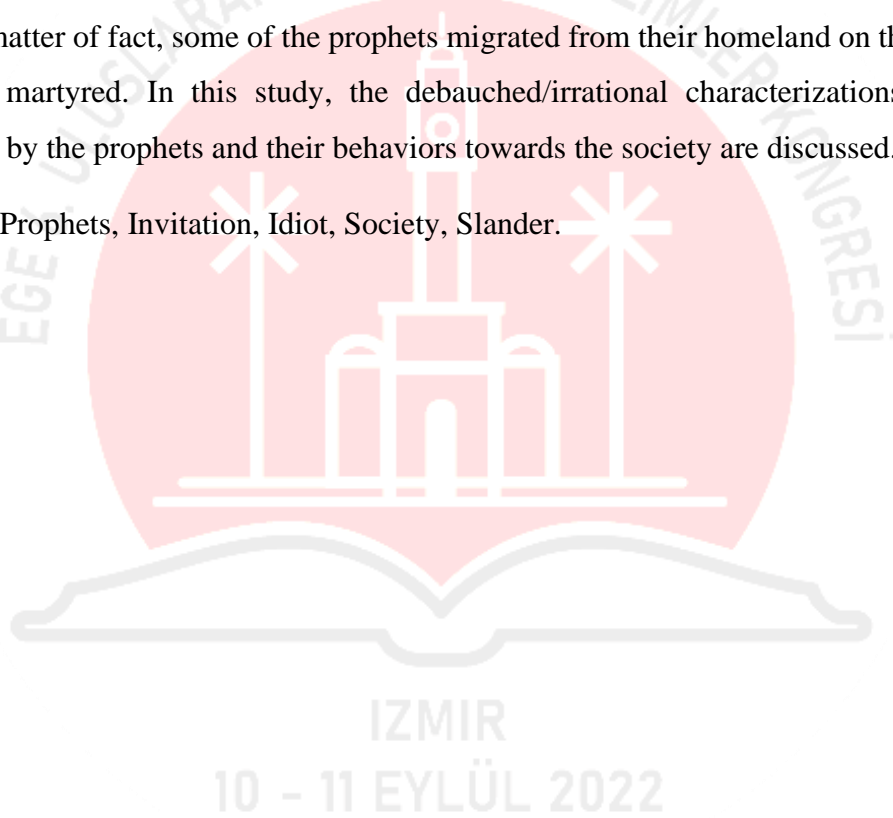 matter of fact, some of the prophets migrated from their homeland on
martyred. In this study, the debauched/irrational characterizations
by the prophets and their behaviors towards the society are discussed.
Prophets, Invitation, Idiot, Society, Slander.
EGE
KONGRESİ
IZMIR
10 - 11 EYLÜL 2022